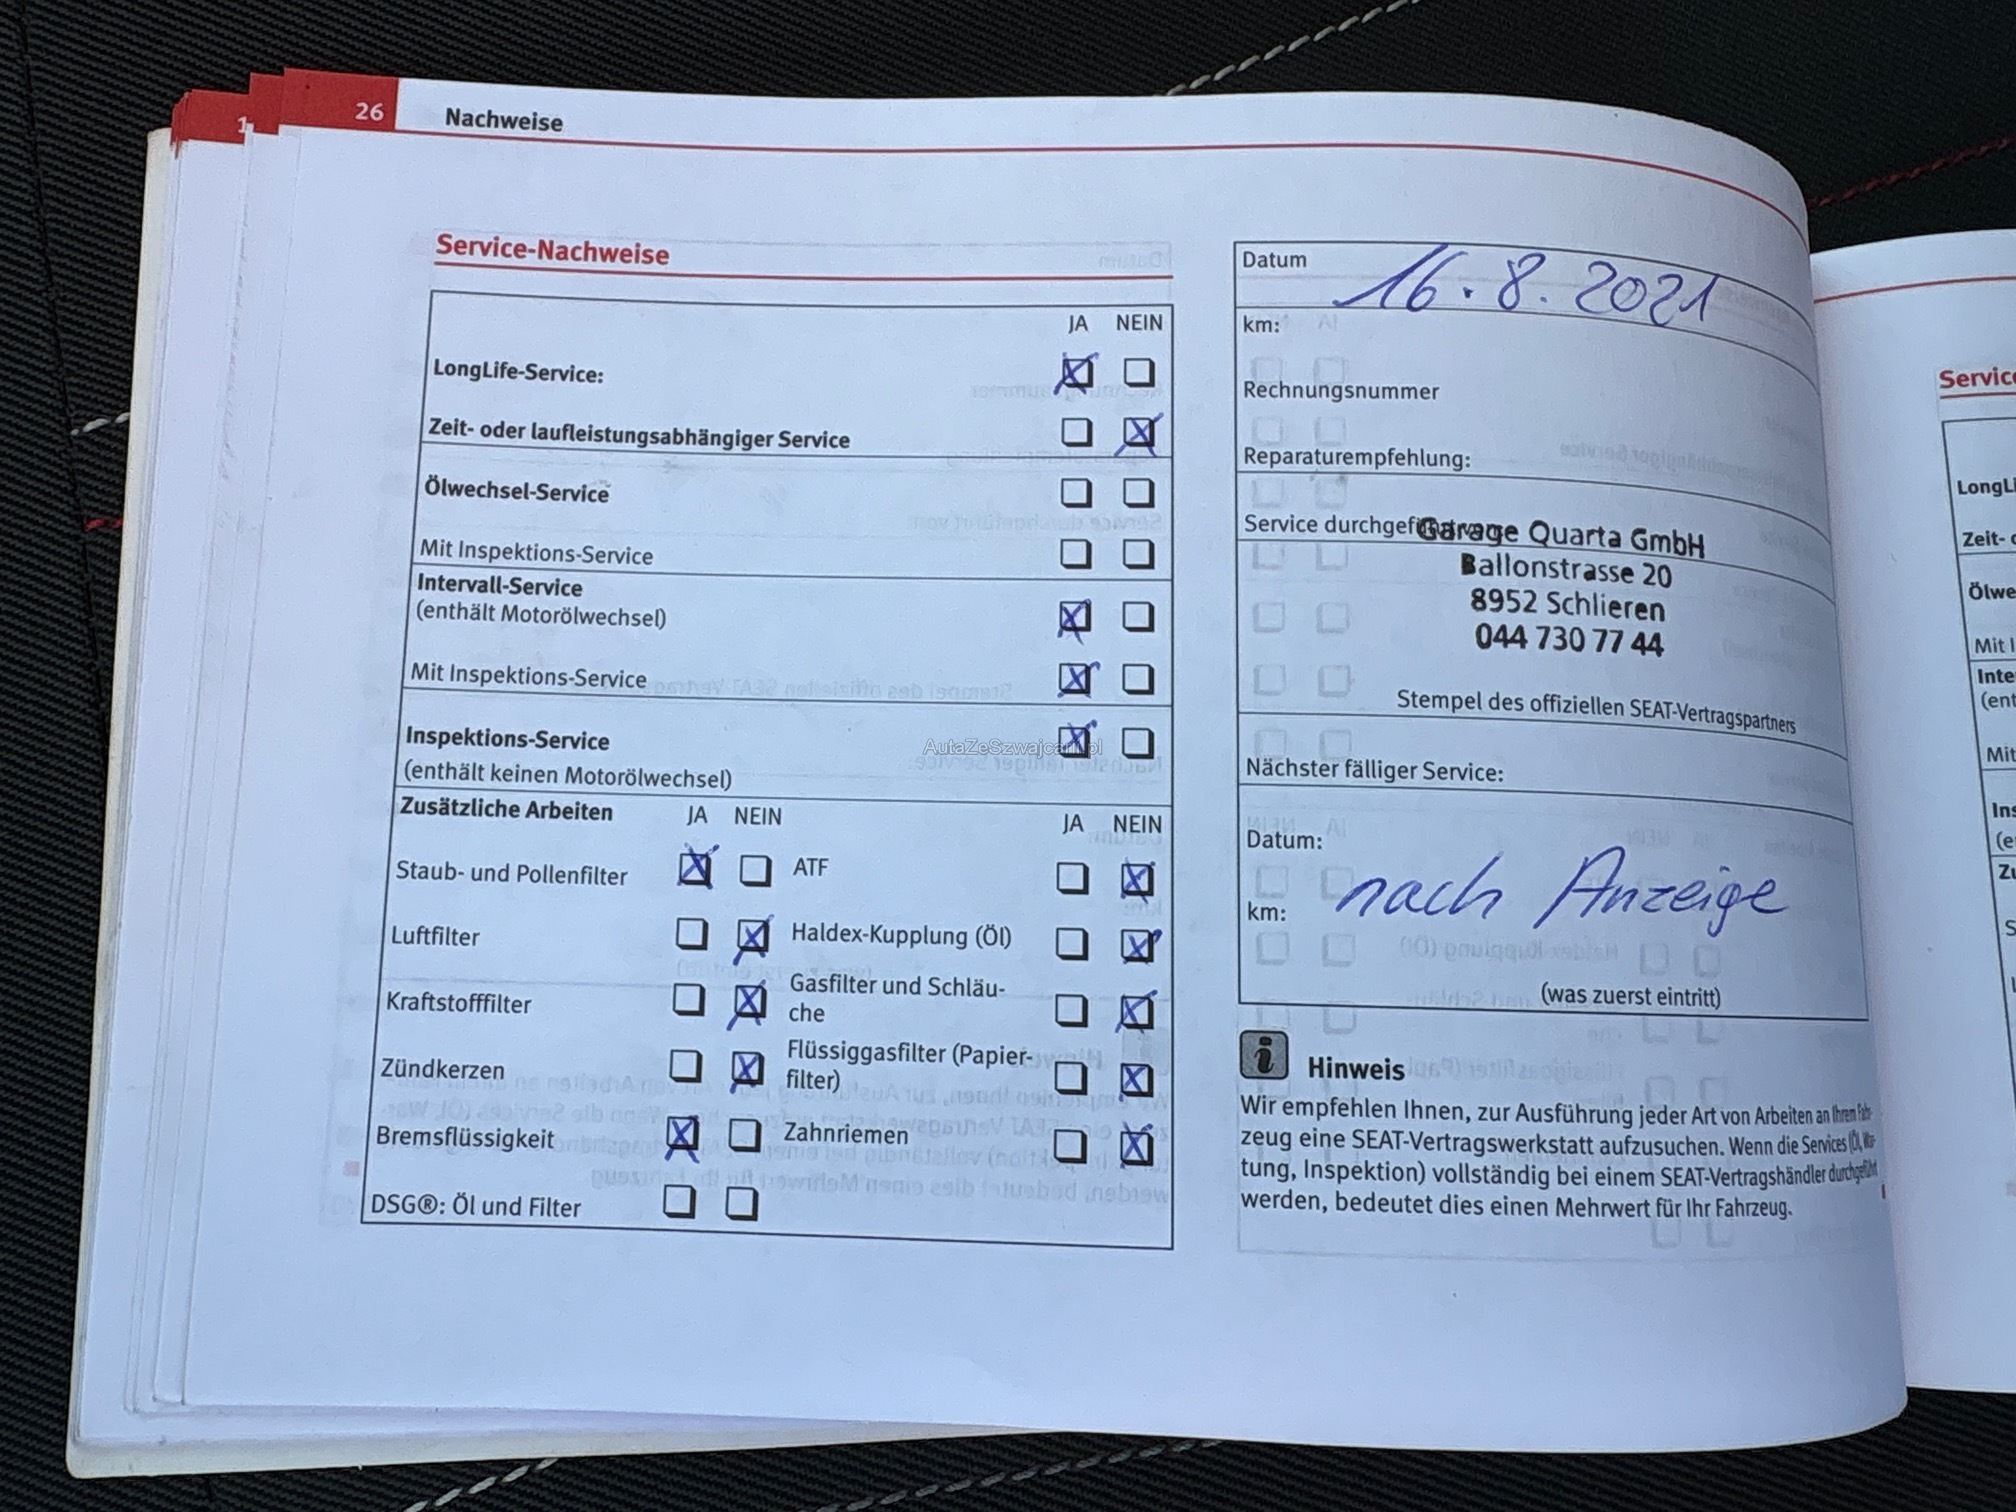 26 Nachweise
Service-Nachweise
JA NEIN
LongLife-Service:
Zeit- oder laufleistungsabhängiger Service
Ölwechsel-Service
Mit Inspektions-Service
Intervall-Service
(enthält Motorölwechsel)
Mit Inspektions-Service
Inspektions-Service
(enthält keinen Motorölwechsel)
Zusätzliche Arbeiten JA NEIN JA NEIN
Staub- und Pollenfilter ATF
Luftfilter Haldex-Kupplung (Öl)
Kraftstofffilter Gasfilter und Schläu-
che
Zündkerzen Flüssiggasfilter (Papier-
filter)
Bremsflüssigkeit Zahnriemen
DSG®: Öl und Filter
AutaZeSzwajcarii.pl
Datum 16.8.2021
km:
Rechnungsnummer
Reparaturempfehlung:
Service durchgeführt von:
Garage Quarta GmbH
Ballonstrasse 20
8952 Schlieren
044 730 77 44
Stempel des offiziellen SEAT-Vertragspartners
Nächster fälliger Service:
Datum:
nach Anzeige
km:
(was zuerst eintritt)
Hinweis
Wir empfehlen Ihnen, zur Ausführung jeder Art von Arbeiten an Ihrem Fahr-
zeug eine SEAT-Vertragswerkstatt aufzusuchen. Wenn die Services (Öl, War-
tung, Inspektion) vollständig bei einem SEAT-Vertragshändler durchgeführt
werden, bedeutet dies einen Mehrwert für Ihr Fahrzeug.